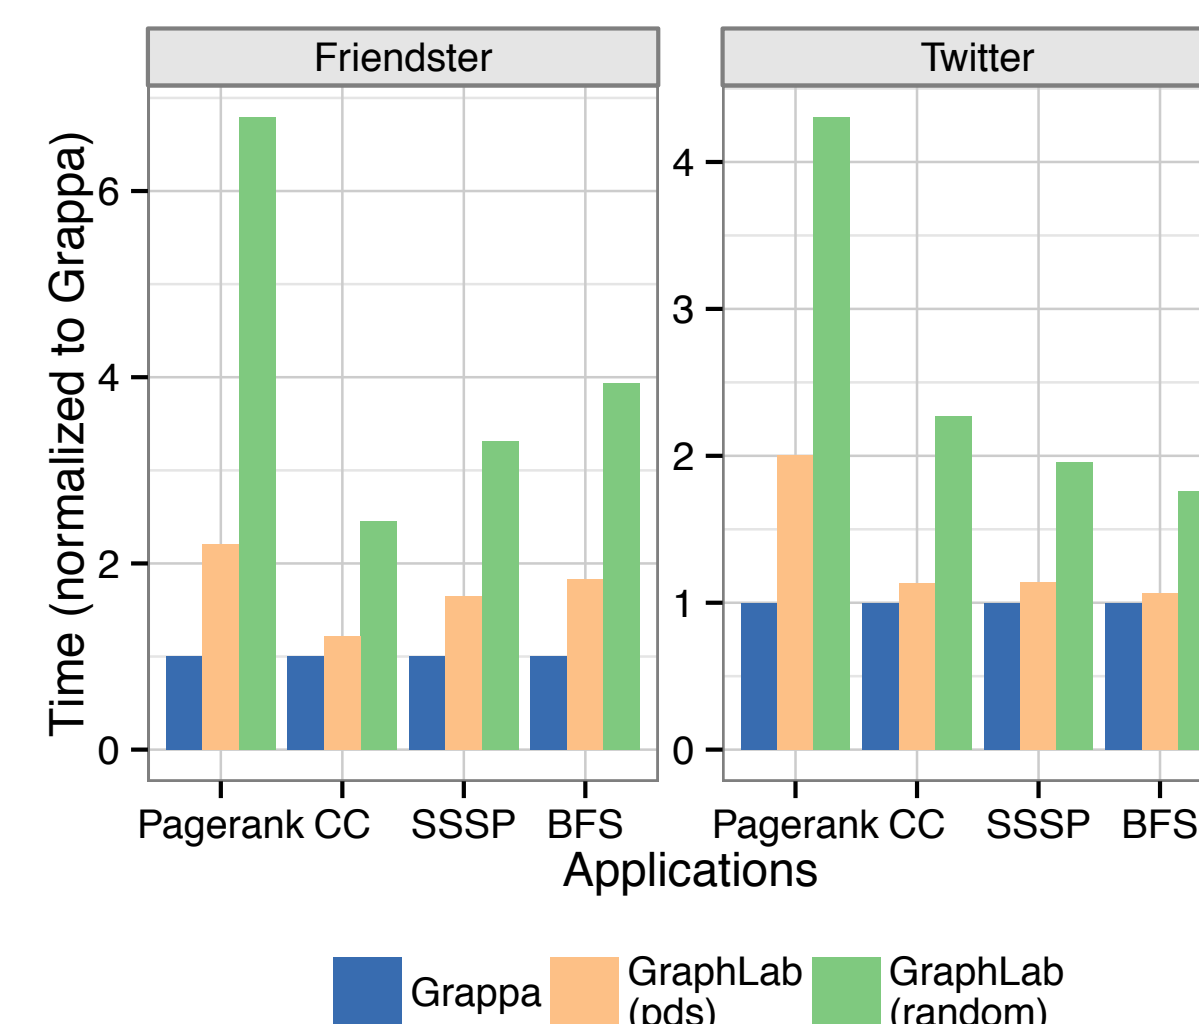 Friendster
Twitter
Time (normalized to Grappa)
6
4
2
0
4
3
2
1
0
Pagerank CC SSSP BFS
Pagerank CC SSSP BFS
Applications
Grappa
GraphLab
(pds)
GraphLab
(random)